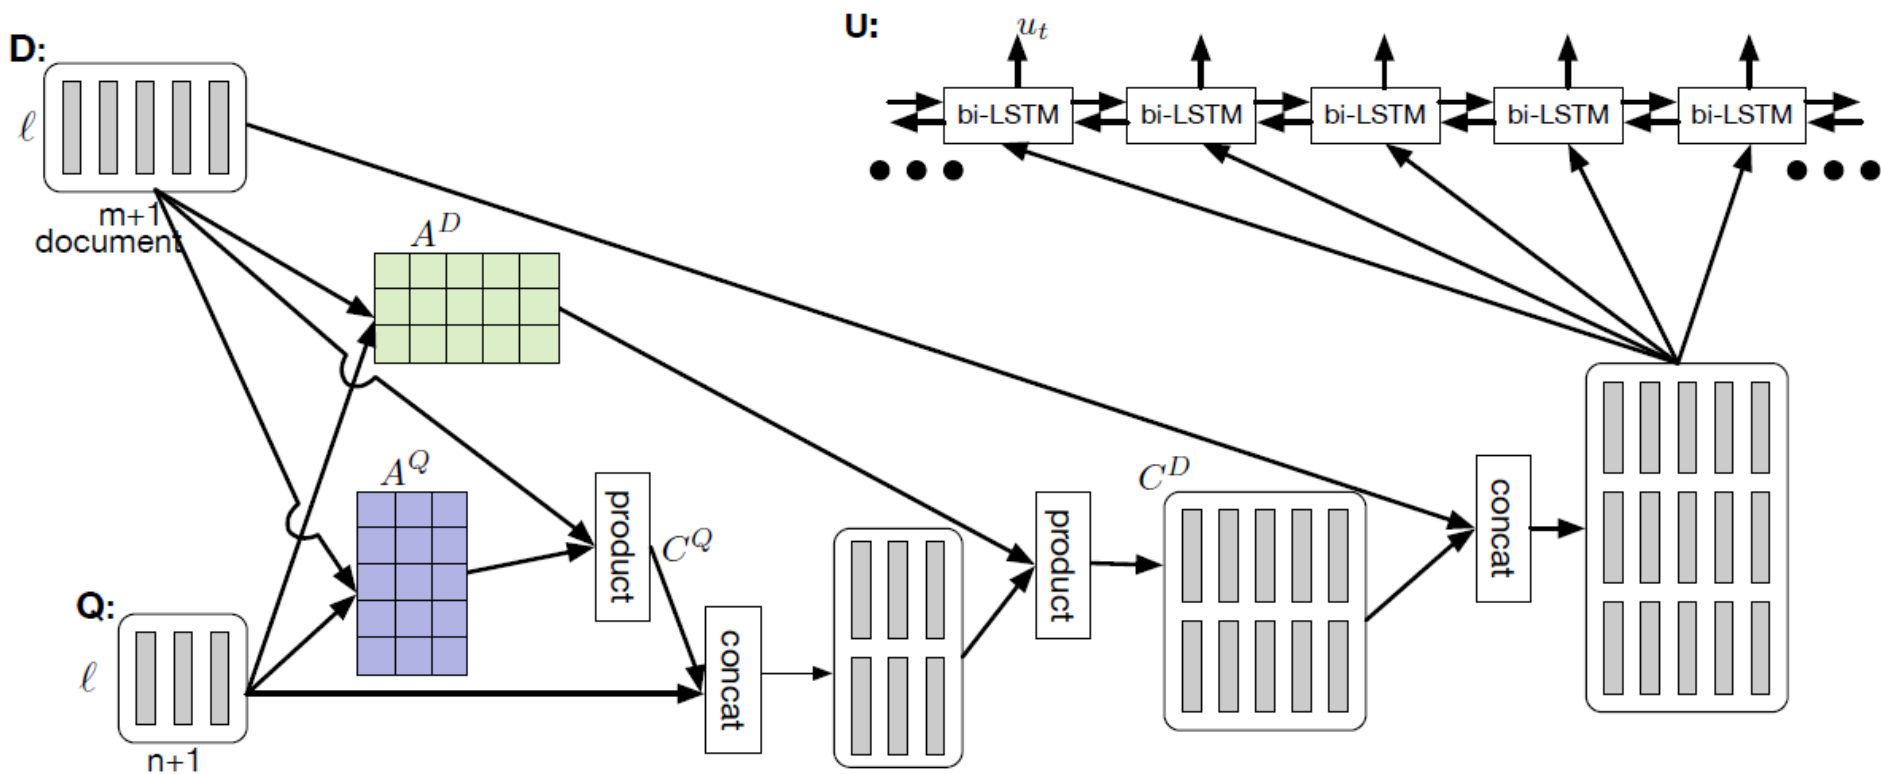 D:
ℓ
m+1
document
U:
u_t
bi-LSTM
bi-LSTM
bi-LSTM
bi-LSTM
bi-LSTM
A^D
A^Q
product
C^Q
Q:
ℓ
n+1
concat
product
C^D
concat